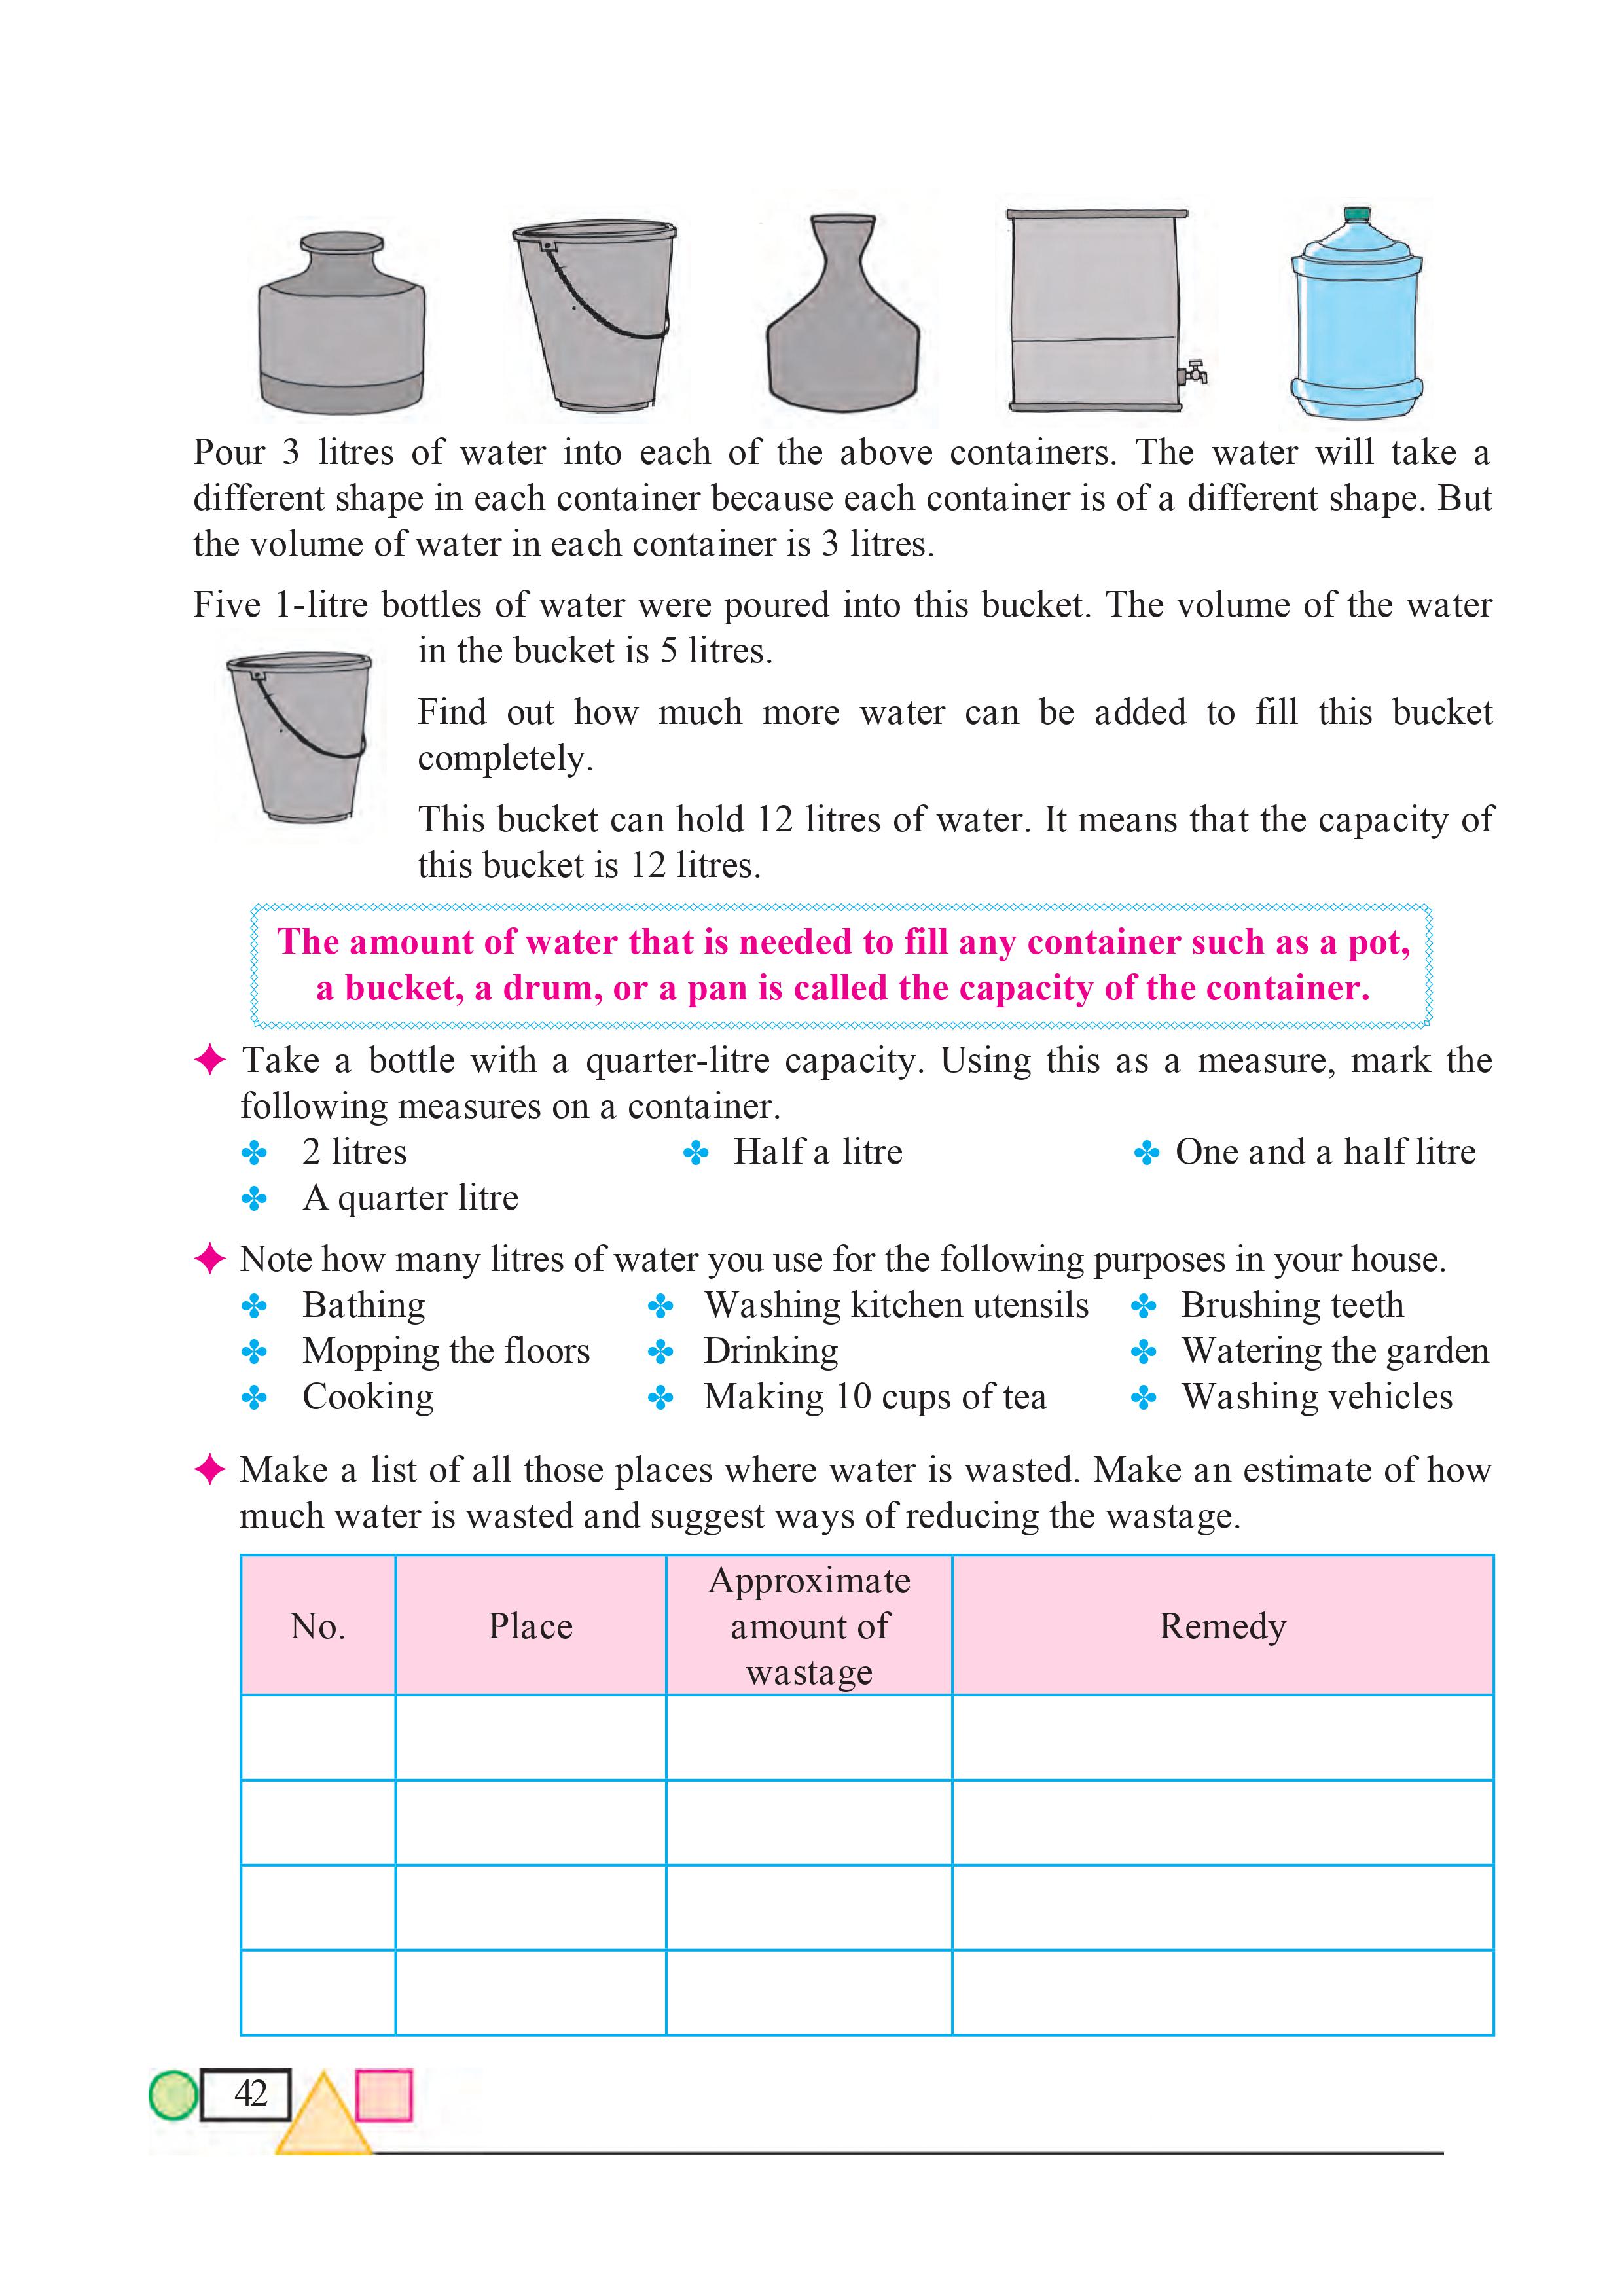 Pour 3 litres of water into each of the above containers. The water will take a
different shape in each container because each container is of a different shape. But
the volume of water in each container is 3 litres.
Five 1-litre bottles of water were poured into this bucket. The volume of the water
in the bucket is 5 litres.
Find out how much more water can be added to fill this bucket
completely.
This bucket can hold 12 litres of water. It means that the capacity of
this bucket is 12 litres.
The amount of water that is needed to fill any container such as a pot,
a bucket, a drum, or a pan is called the capacity of the container.
Take a bottle with a quarter-litre capacity. Using this as a measure, mark the
following measures on a container.
2 litres Half a litre One and a half litre
A quarter litre
Note how many litres of water you use for the following purposes in your house.
Bathing Washing kitchen utensils Brushing teeth
Mopping the floors Drinking Watering the garden
Cooking Making 10 cups of tea Washing vehicles
Make a list of all those places where water is wasted. Make an estimate of how
much water is wasted and suggest ways of reducing the wastage.
No. Place Approximate amount of wastage Remedy
42